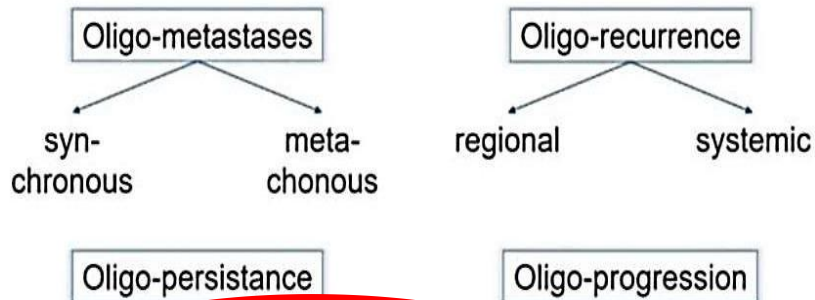 Oligo-metastases
Oligo-recurrence
syn-
chronous
meta-
chonous
regional
systemic
Oligo-persistance
Oligo-progression